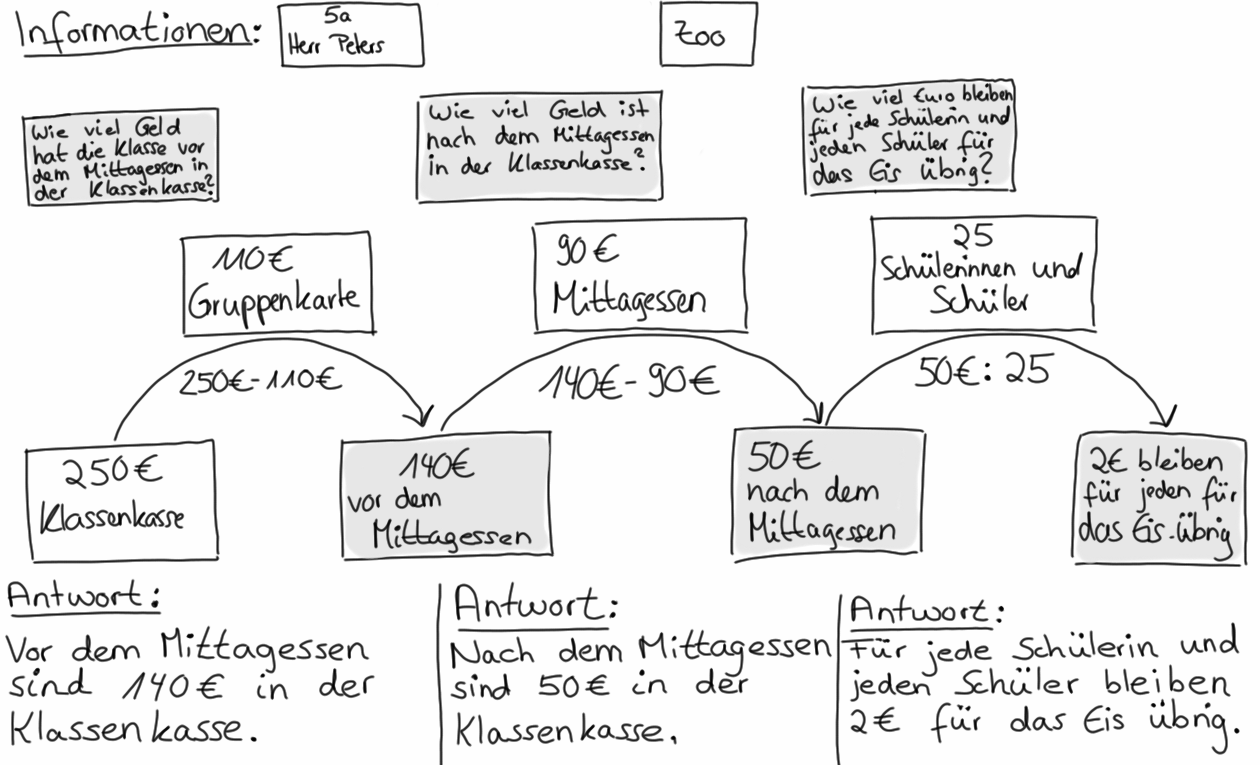 Informationen:
5a
Herr Peters
Zoo
Wie viel Geld
hat die Klasse vor
dem Mittagessen in
der Klassenkasse?
Wie viel Geld ist
nach dem Mittagessen
in der Klassenkasse?
Wie viel Euro bleiben
für jede Schülerin und
jeden Schüler für
das Eis übrig?
110€
Gruppenkarte
90€
Mittagessen
25
Schülerinnen und
Schüler
250€-110€
140€-90€
50€:25
250€
Klassenkasse
140€
vor dem
Mittagessen
50€
nach dem
Mittagessen
2€ bleiben
für jeden für
das Eis übrig
Antwort:
Vor dem Mittagessen
sind 140€ in der
Klassenkasse.
Antwort:
Nach dem Mittagessen
sind 50€ in der
Klassenkasse.
Antwort:
Für jede Schülerin und
jeden Schüler bleiben
2€ für das Eis übrig.